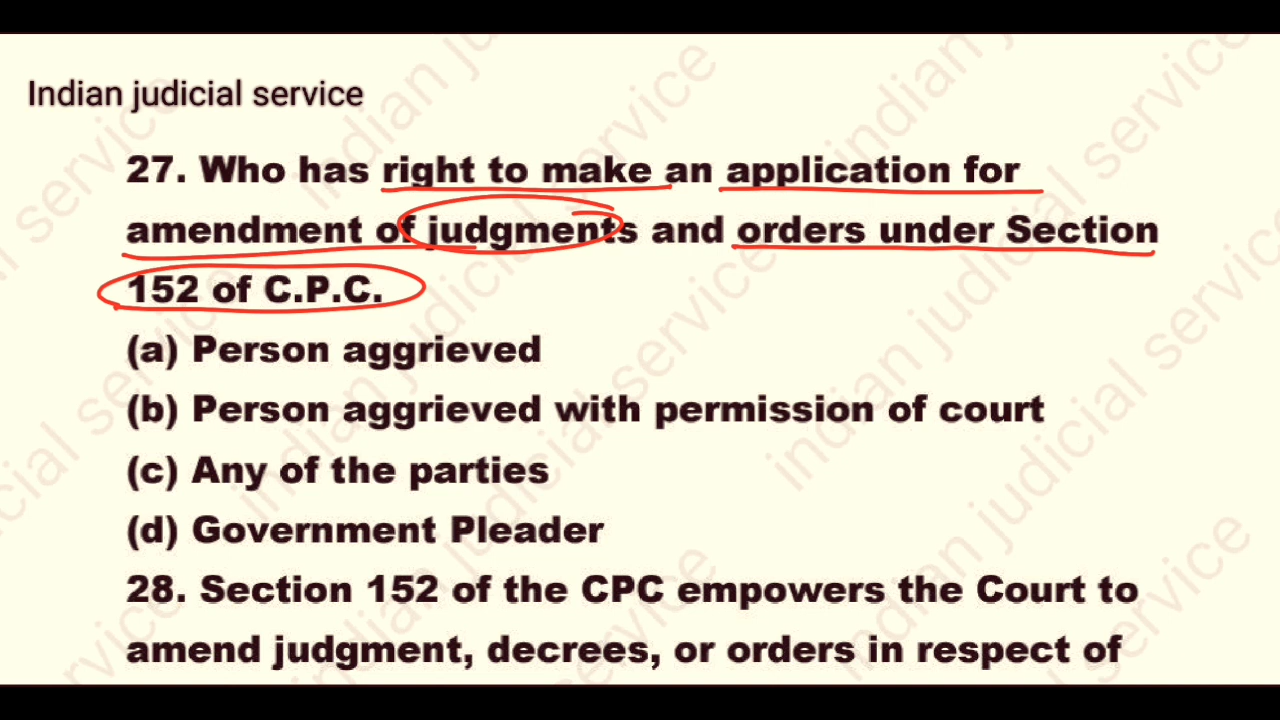 Indian judicial service
27. Who has right to make an application for
amendment of judgments and orders under Section
152 of C.P.C.
(a) Person aggrieved
(b) Person aggrieved with permission of court
(c) Any of the parties
(d) Government Pleader
28. Section 152 of the CPC empowers the Court to
amend judgment, decrees, or orders in respect of